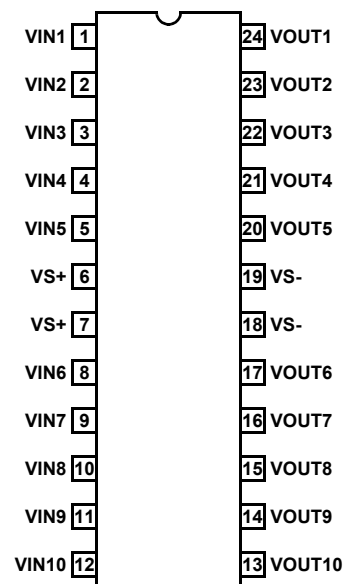 VIN1 1 24 VOUT1
VIN2 2 23 VOUT2
VIN3 3 22 VOUT3
VIN4 4 21 VOUT4
VIN5 5 20 VOUT5
VS+ 6 19 VS-
VS+ 7 18 VS-
VIN6 8 17 VOUT6
VIN7 9 16 VOUT7
VIN8 10 15 VOUT8
VIN9 11 14 VOUT9
VIN10 12 13 VOUT10